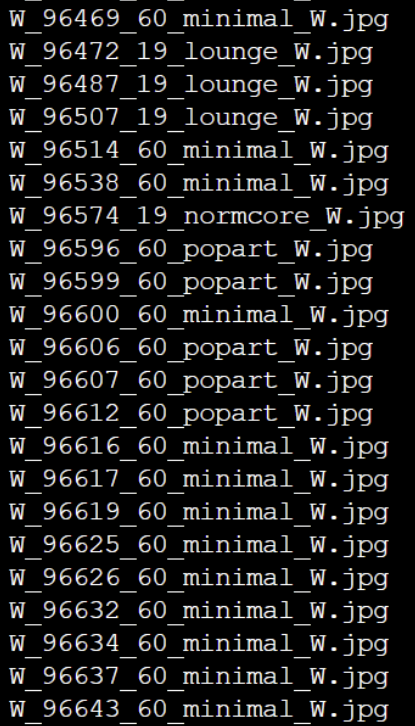 W_96469_60_minimal_W.jpg
W_96472_19_lounge_W.jpg
W_96487_19_lounge_W.jpg
W_96507_19_lounge_W.jpg
W_96514_60_minimal_W.jpg
W_96538_60_minimal_W.jpg
W_96574_19_normcore_W.jpg
W_96596_60_popart_W.jpg
W_96599_60_popart_W.jpg
W_96600_60_minimal_W.jpg
W_96606_60_popart_W.jpg
W_96607_60_popart_W.jpg
W_96612_60_popart_W.jpg
W_96616_60_minimal_W.jpg
W_96617_60_minimal_W.jpg
W_96619_60_minimal_W.jpg
W_96625_60_minimal_W.jpg
W_96626_60_minimal_W.jpg
W_96632_60_minimal_W.jpg
W_96634_60_minimal_W.jpg
W_96637_60_minimal_W.jpg
W_96643_60_minimal_W.jpg